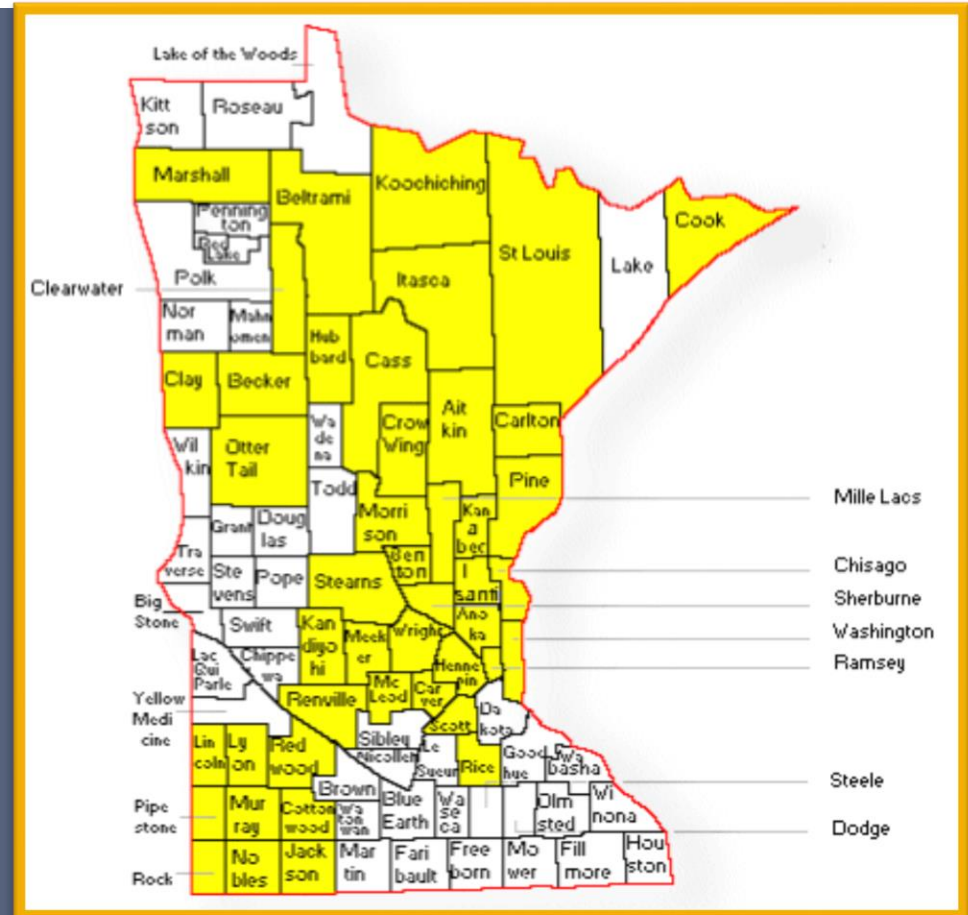 Lake of the Woods
Kitt
son
Roseau
Marshall
Beltrami
Koochiching
Cook
Penning
ton
Red
Lake
St Louis
Lake
Polk
Itasca
Clearwater
Nor
man
Mahn
omen
Hub
bard
Cass
Clay
Becker
Ait
kin
Wa
de
na
Crow
Wing
Carlton
Wil
kin
Otter
Tail
Pine
Todd
Mille Lacs
Morri
son
Kan
a
bec
Grant
Doug
las
Tra
verse
Ste
vens
Pope
Stearns
Ben
ton
I
santi
Chisago
Big
Stone
Swift
Kan
diyo
hi
Meek
er
Wright
Ano
ka
Sherburne
Washington
Ramsey
Lac
Qui
Parle
Chippe
wa
Henne
pin
Mc
Leod
Car
ver
Renville
Yellow
Medi
cine
Scott
Da
kota
Sibley
Nicollet
Le
Sueur
Rice
Good
hue
Wa
basha
Lin
coln
Ly
on
Red
wood
Brown
Steele
Pipe
stone
Mur
ray
Cotton
wood
Wa
ton
wan
Blue
Earth
Wa
se
ca
Olm
sted
Wi
nona
Dodge
Rock
No
bles
Jack
son
Mar
tin
Fari
bault
Free
born
Mo
wer
Fill
more
Hou
ston